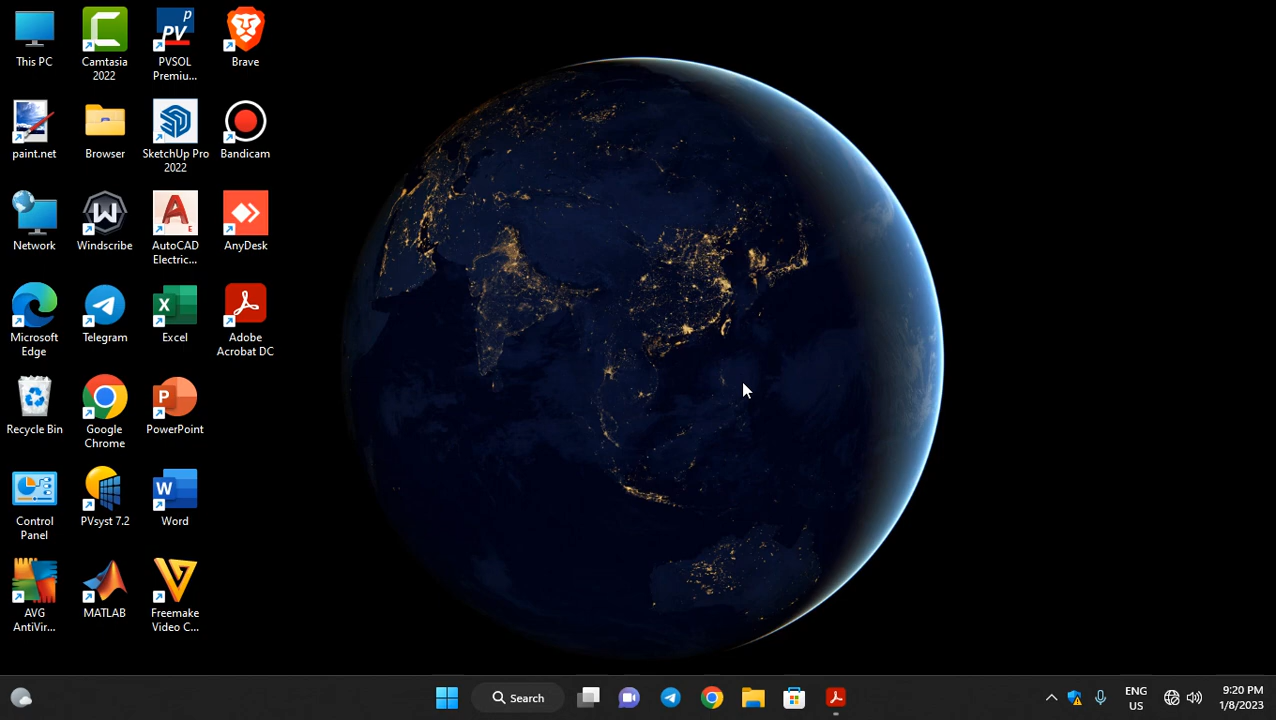 This PC
Camtasia
2022
PVSOL
Premiu...
Brave
paint.net
Browser
SketchUp Pro
2022
Bandicam
Network
Windscribe
AutoCAD
Electric...
AnyDesk
Microsoft
Edge
Telegram
Excel
Adobe
Acrobat DC
Recycle Bin
Google
Chrome
PowerPoint
Control
Panel
PVsyst 7.2
Word
AVG
AntiVir...
MATLAB
Freemake
Video C...
Search
ENG
US
9:20 PM
1/8/2023